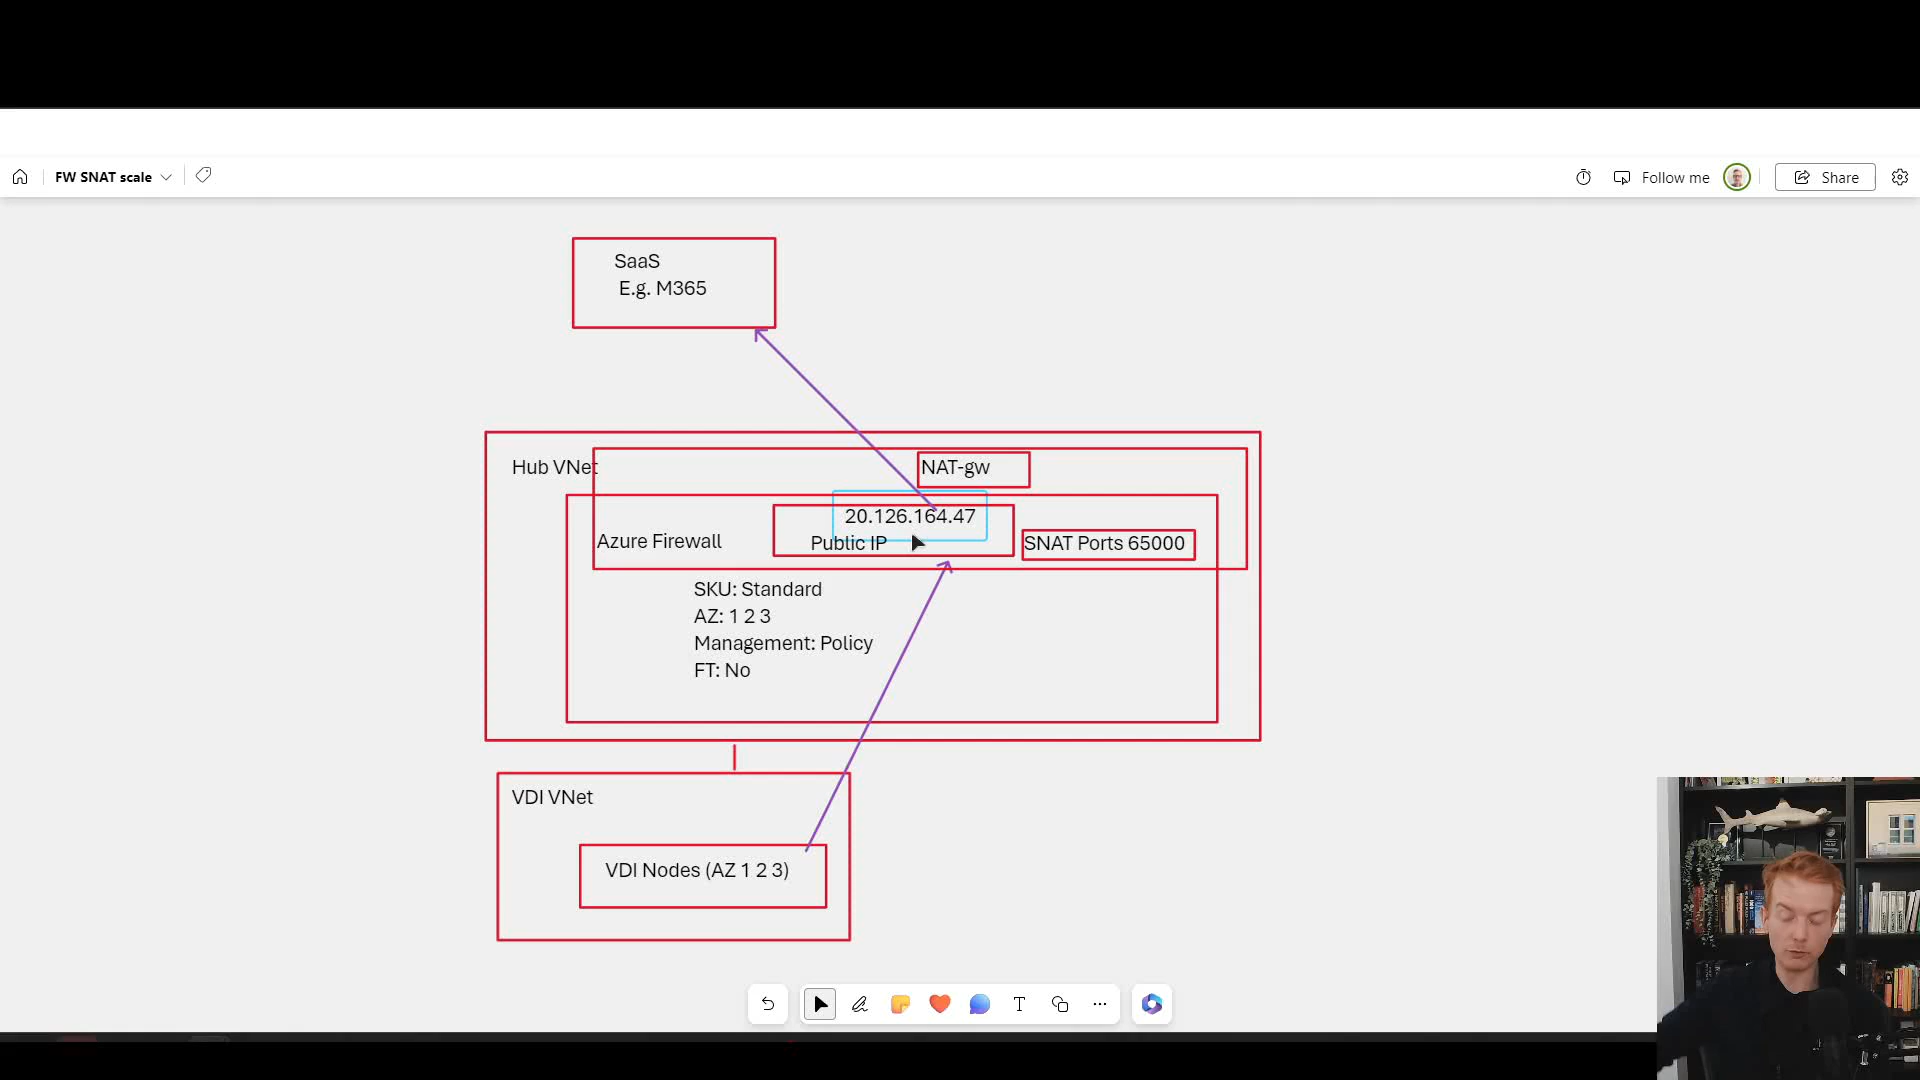 FW SNAT scale
Follow me
Share
SaaS
E.g. M365
Hub VNet
NAT-gw
20.126.164.47
Azure Firewall
Public IP
SNAT Ports 65000
SKU: Standard
AZ: 1 2 3
Management: Policy
FT: No
VDI VNet
VDI Nodes (AZ 1 2 3)